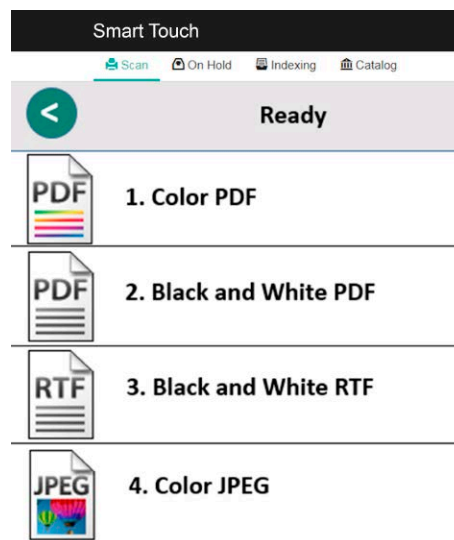 Smart Touch
Scan On Hold Indexing Catalog
< Ready
PDF 1. Color PDF
PDF 2. Black and White PDF
RTF 3. Black and White RTF
JPEG 4. Color JPEG